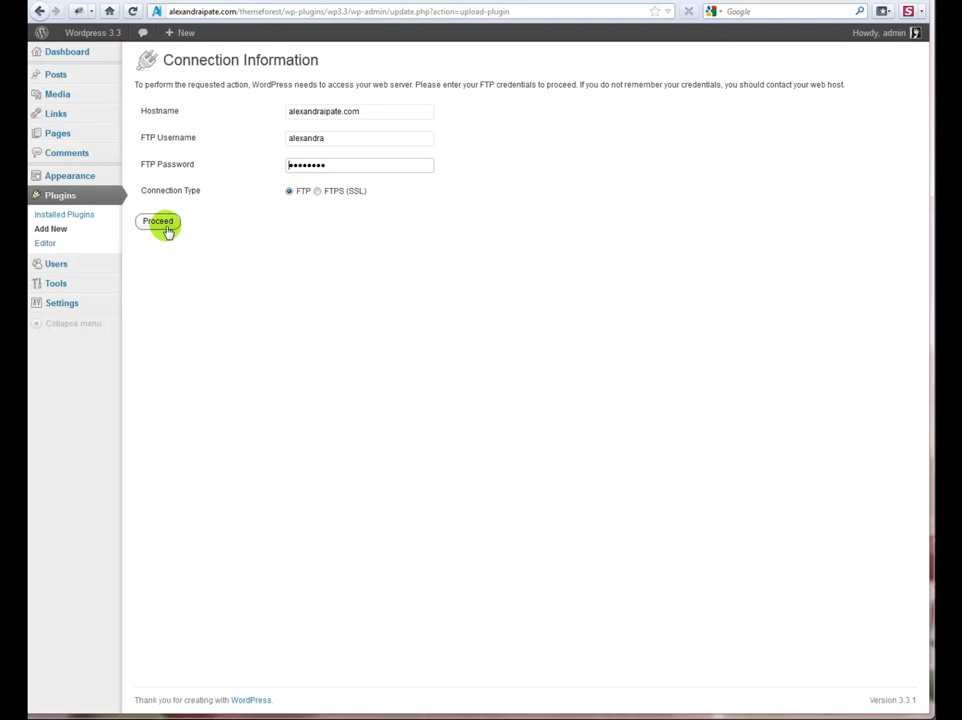 alexandraipate.com/themeforest/wp-plugins/wp3.3/wp-admin/update.php?action=upload-plugin
Google
Wordpress 3.3
New
Howdy, admin
Dashboard
Posts
Media
Links
Pages
Comments
Appearance
Plugins
Installed Plugins
Add New
Editor
Users
Tools
Settings
Collapse menu
Connection Information
To perform the requested action, WordPress needs to access your web server. Please enter your FTP credentials to proceed. If you do not remember your credentials, you should contact your web host.
Hostname
alexandraipate.com
FTP Username
alexandra
FTP Password
••••••••
Connection Type
FTP FTPS (SSL)
Proceed
Thank you for creating with WordPress.
Version 3.3.1